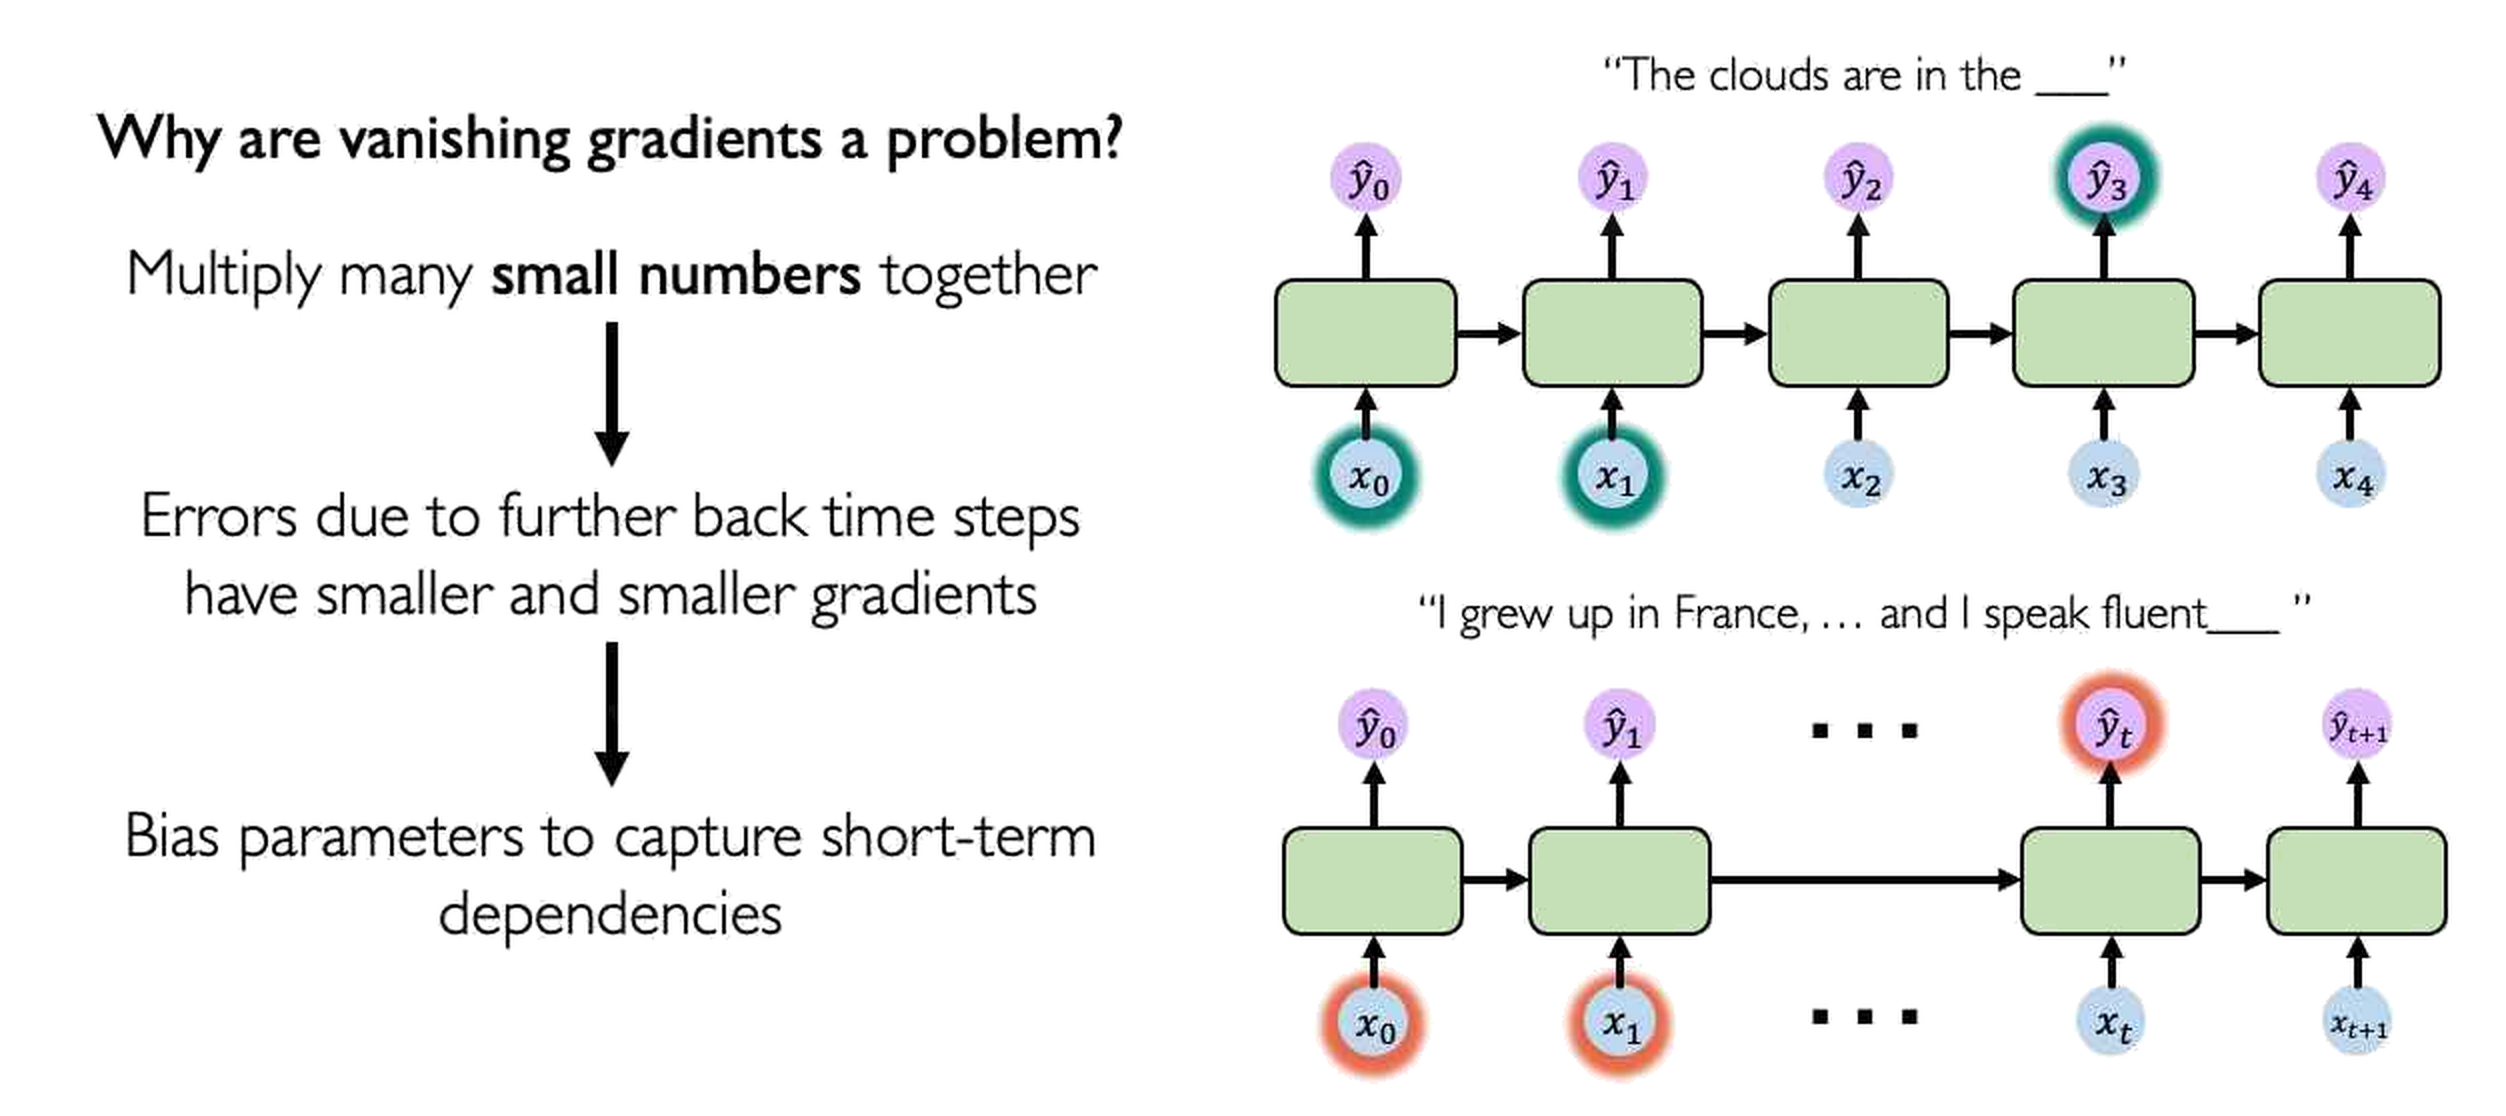 Why are vanishing gradients a problem?
Multiply many small numbers together
Errors due to further back time steps
have smaller and smaller gradients
Bias parameters to capture short-term
dependencies
“The clouds are in the ___”
ŷ0 ŷ1 ŷ2 ŷ3 ŷ4
x0 x1 x2 x3 x4
“I grew up in France, … and I speak fluent___ ”
ŷ0 ŷ1 ... ŷt ŷt+1
x0 x1 ... xt xt+1